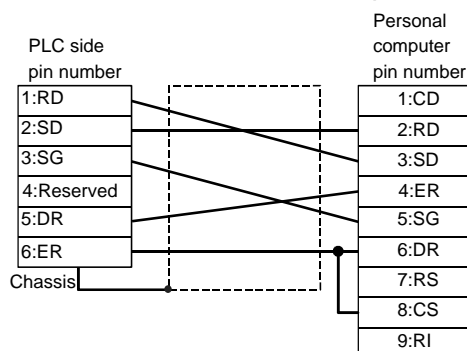 PLC side
pin number
1:RD
2:SD
3:SG
4:Reserved
5:DR
6:ER
Chassis
Personal
computer
pin number
1:CD
2:RD
3:SD
4:ER
5:SG
6:DR
7:RS
8:CS
9:RI